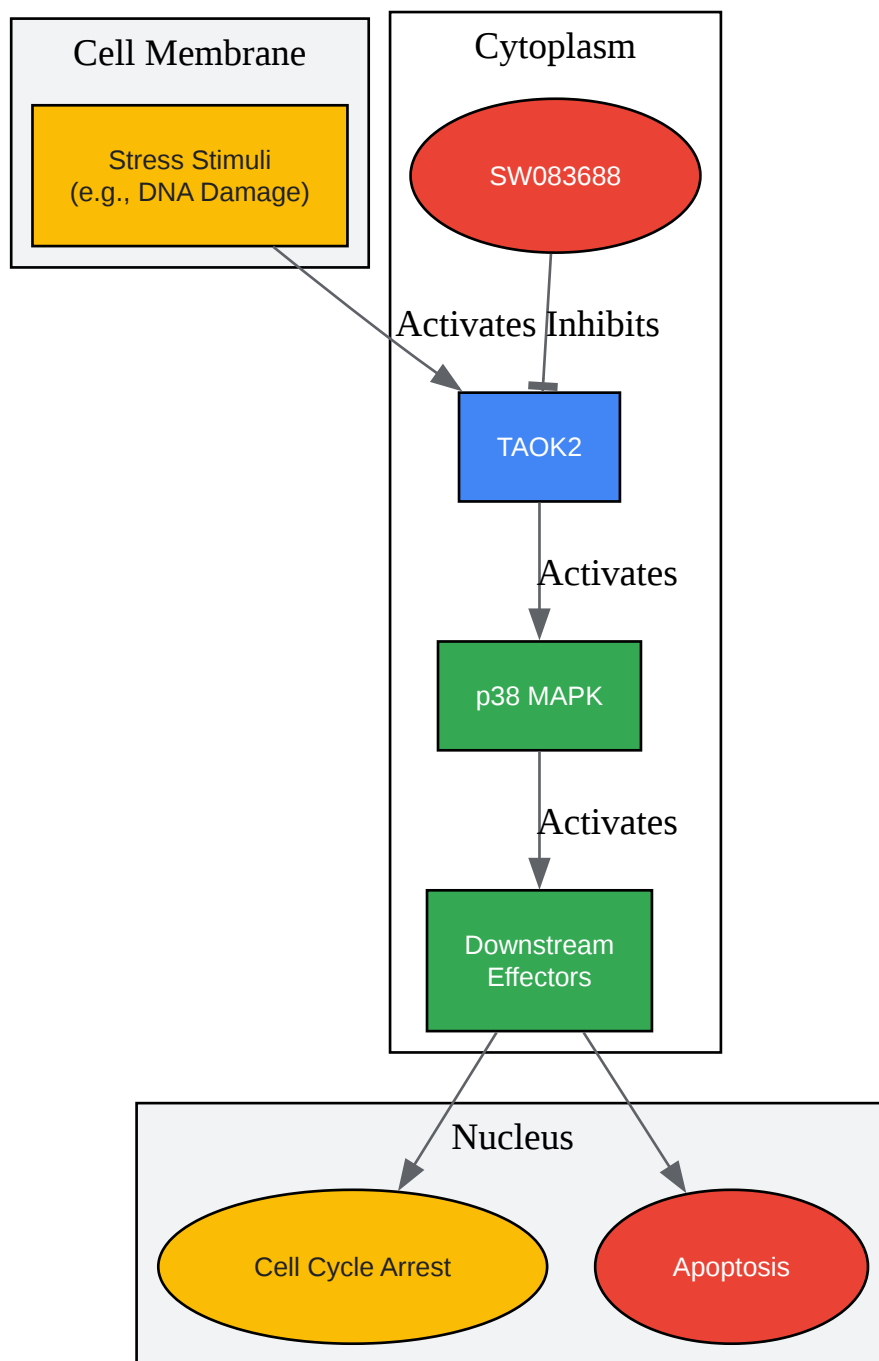 Cell Membrane
Stress Stimuli
(e.g., DNA Damage)
Cytoplasm
SW083688
Activates
Inhibits
TAOK2
Activates
p38 MAPK
Activates
Downstream
Effectors
Nucleus
Cell Cycle Arrest
Apoptosis